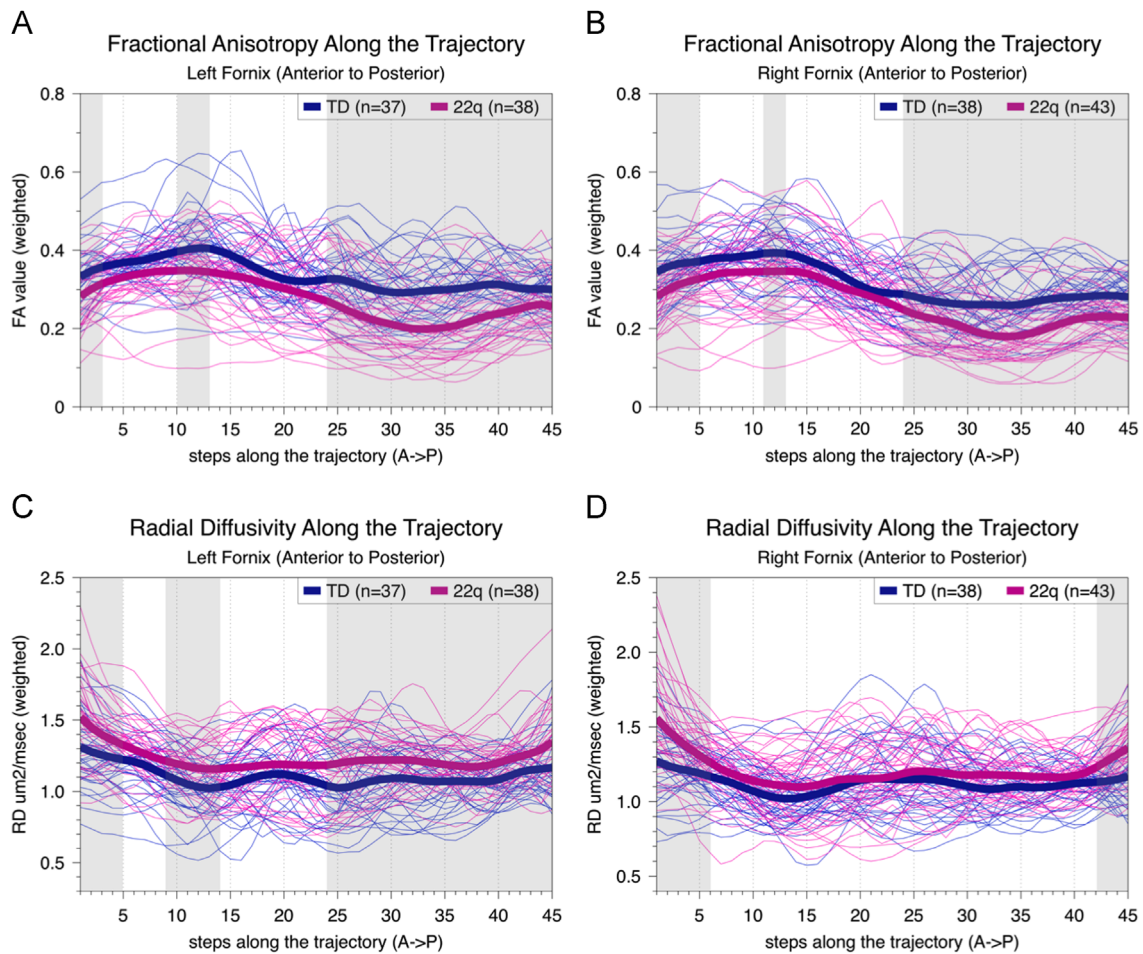 A
Fractional Anisotropy Along the Trajectory
Left Fornix (Anterior to Posterior)
TD (n=37) 22q (n=38)
FA value (weighted)
0.8
0.6
0.4
0.2
0
5 10 15 20 25 30 35 40 45
steps along the trajectory (A->P)
B
Fractional Anisotropy Along the Trajectory
Right Fornix (Anterior to Posterior)
TD (n=38) 22q (n=43)
FA value (weighted)
0.8
0.6
0.4
0.2
0
5 10 15 20 25 30 35 40 45
steps along the trajectory (A->P)
C
Radial Diffusivity Along the Trajectory
Left Fornix (Anterior to Posterior)
TD (n=37) 22q (n=38)
RD um2/msec (weighted)
2.5
2.0
1.5
1.0
0.5
5 10 15 20 25 30 35 40 45
steps along the trajectory (A->P)
D
Radial Diffusivity Along the Trajectory
Right Fornix (Anterior to Posterior)
TD (n=38) 22q (n=43)
RD um2/msec (weighted)
2.5
2.0
1.5
1.0
0.5
5 10 15 20 25 30 35 40 45
steps along the trajectory (A->P)